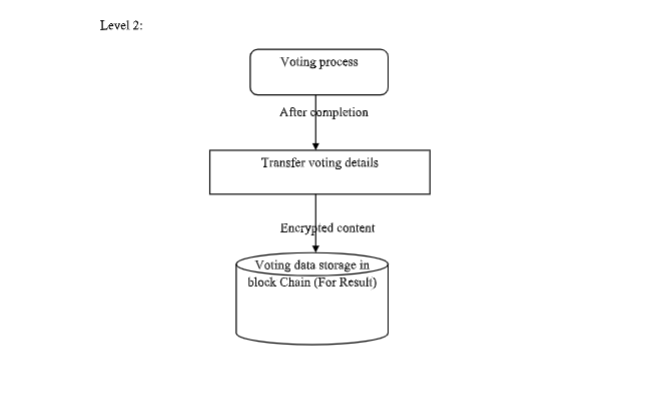 Level 2:
Voting process
After completion
Transfer voting details
Encrypted content
Voting data storage in
block Chain (For Result)